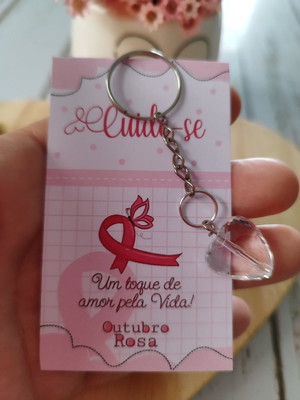 Cuide-se
Um toque de
amor pela Vida!
Outubro
Rosa